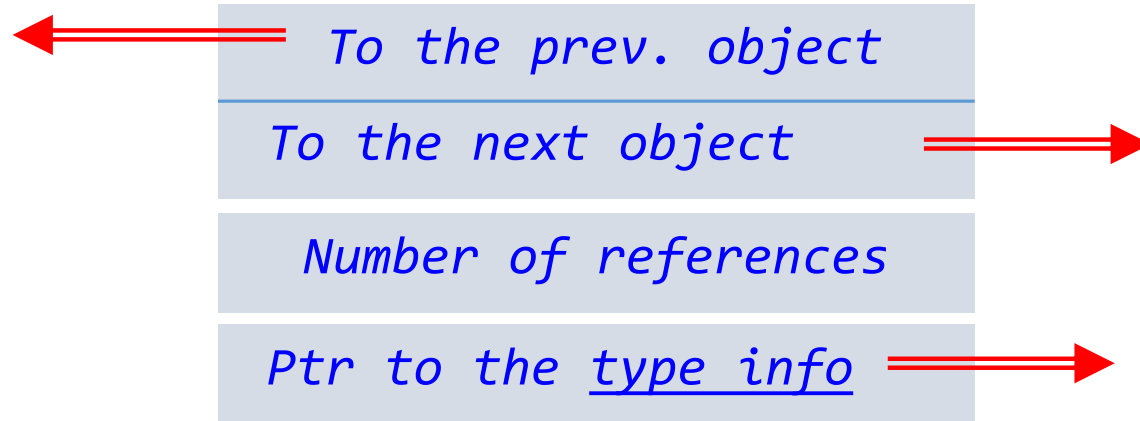 To the prev. object
To the next object
Number of references
Ptr to the type info